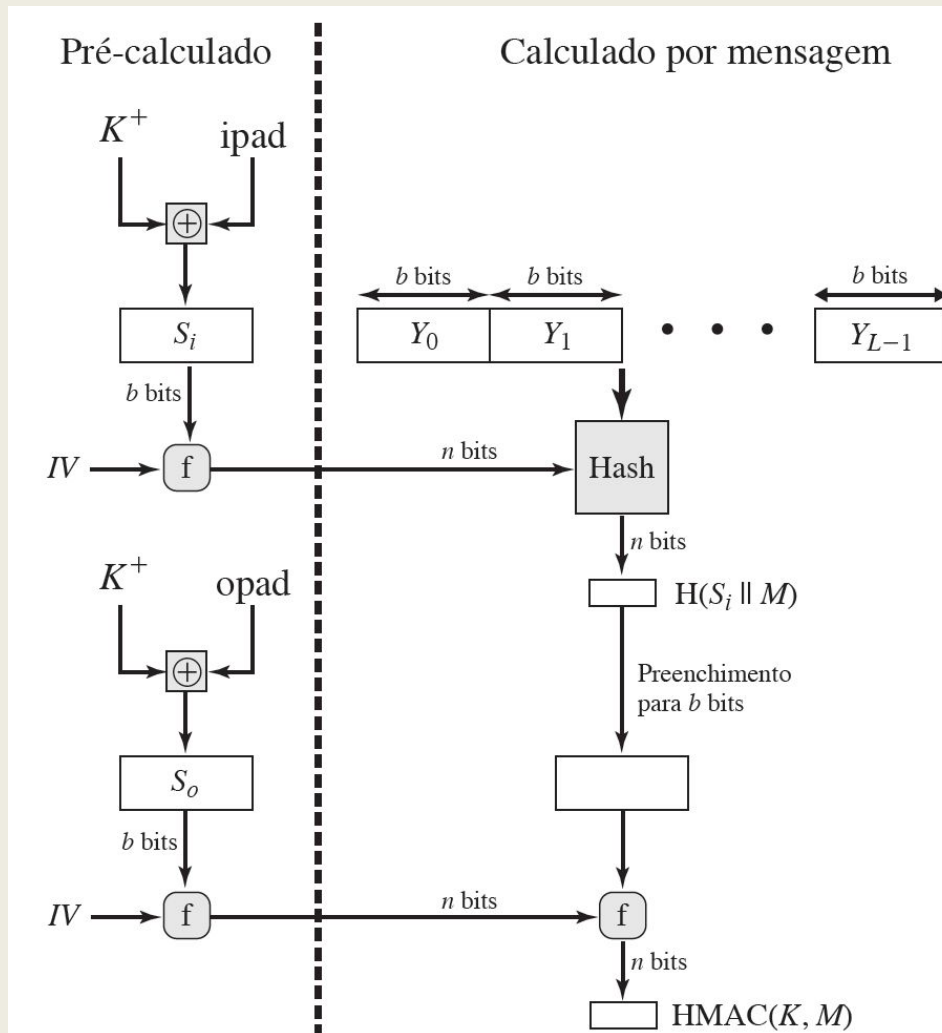 Pré-calculado
Calculado por mensagem
K⁺
ipad
⊕
b bits
b bits
b bits
Sᵢ
Y₀
Y₁
• • •
Y_{L−1}
b bits
IV
f
n bits
Hash
n bits
K⁺
opad
H(Sᵢ || M)
⊕
Preenchimento
para b bits
Sₒ
b bits
IV
f
n bits
f
n bits
HMAC(K, M)